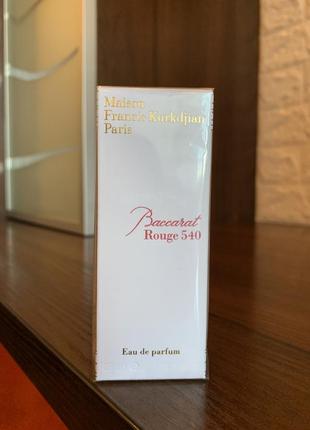 Maison
Francis Kurkdjian
Paris
Baccarat
Rouge 540
Eau de parfum